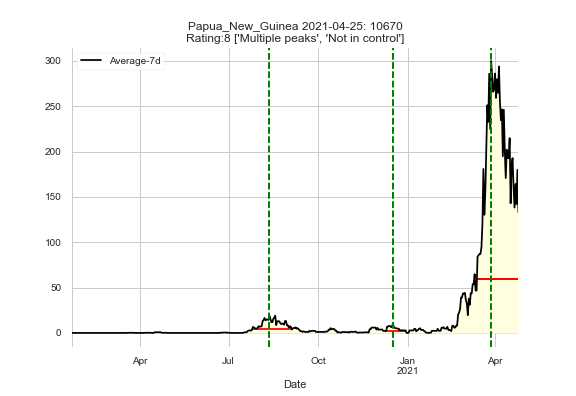 Papua_New_Guinea 2021-04-25: 10670
Rating:8 ['Multiple peaks', 'Not in control']
Average-7d
300
250
200
150
100
50
0
Apr
Jul
Oct
Jan
2021
Apr
Date